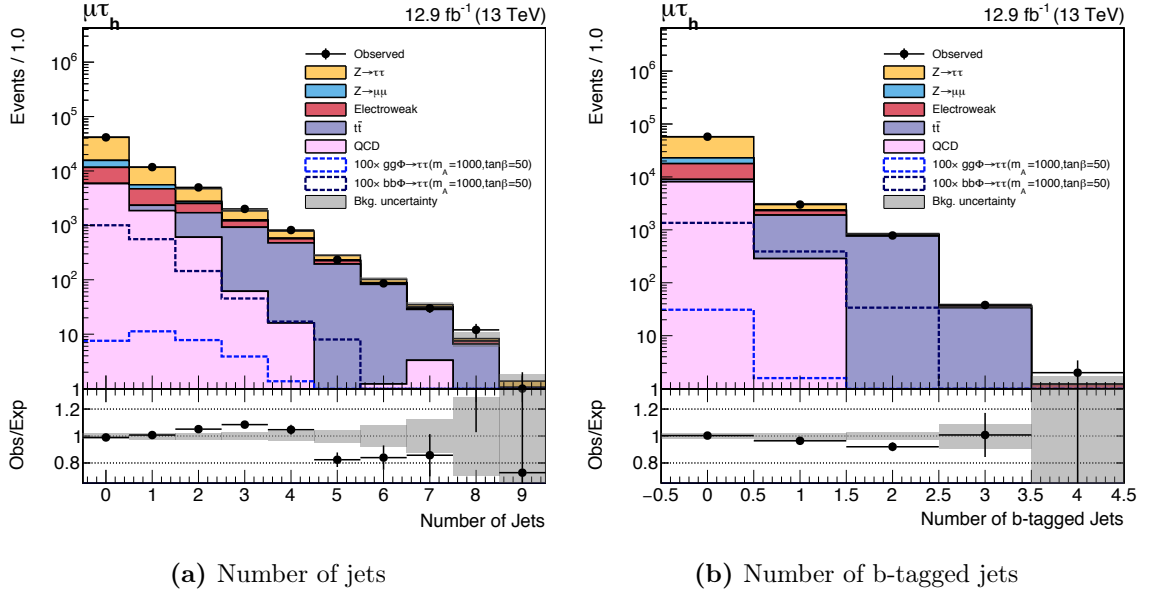 μτh 12.9 fb-1 (13 TeV)
Events / 1.0
10^6
10^5
10^4
10^3
10^2
10
1
Observed
Z→ττ
Z→μμ
Electroweak
tt̄
QCD
100× ggΦ→ττ(m_A=1000,tanβ=50)
100× bbΦ→ττ(m_A=1000,tanβ=50)
Bkg. uncertainty
Obs/Exp
1.2
1
0.8
0 1 2 3 4 5 6 7 8 9
Number of Jets
(a) Number of jets
μτh 12.9 fb-1 (13 TeV)
Events / 1.0
10^6
10^5
10^4
10^3
10^2
10
1
Observed
Z→ττ
Z→μμ
Electroweak
tt̄
QCD
100× ggΦ→ττ(m_A=1000,tanβ=50)
100× bbΦ→ττ(m_A=1000,tanβ=50)
Bkg. uncertainty
Obs/Exp
1.2
1
0.8
−0.5 0 0.5 1 1.5 2 2.5 3 3.5 4 4.5
Number of b-tagged Jets
(b) Number of b-tagged jets